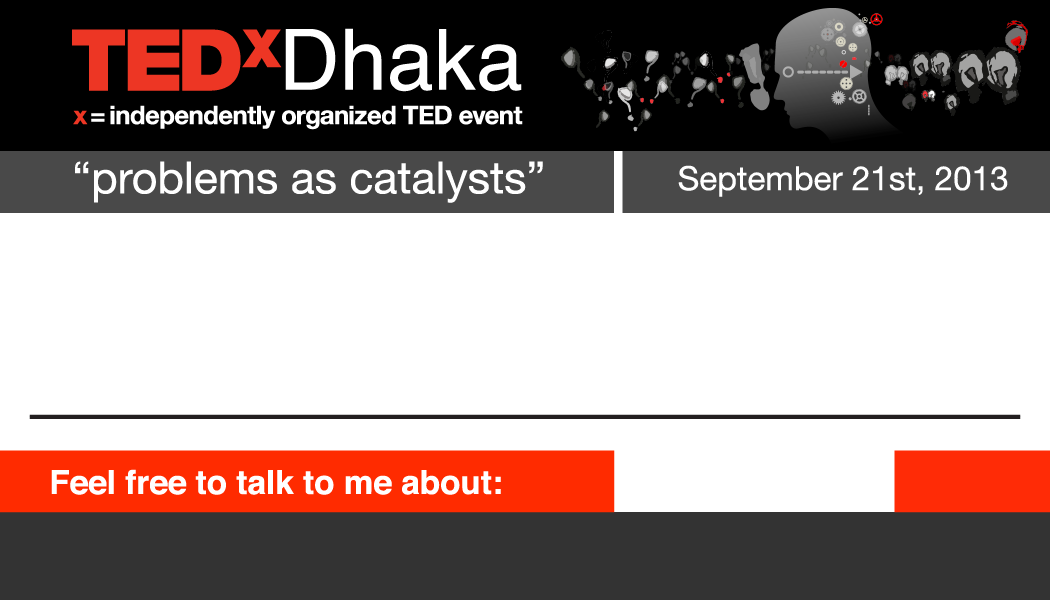 TEDxDhaka
x = independently organized TED event
“problems as catalysts”
September 21st, 2013
Feel free to talk to me about: